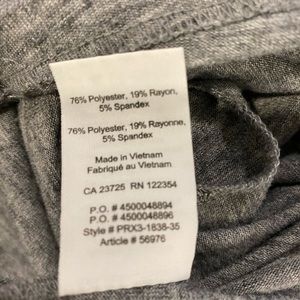 76% Polyester, 19% Rayon,
5% Spandex
76% Polyester, 19% Rayonne,
5% Spandex
Made in Vietnam
Fabriqué au Vietnam
CA 23725 RN 122354
P.O. # 4500048894
P.O. # 4500048896
Style # PRX3-1838-35
Article # 56976